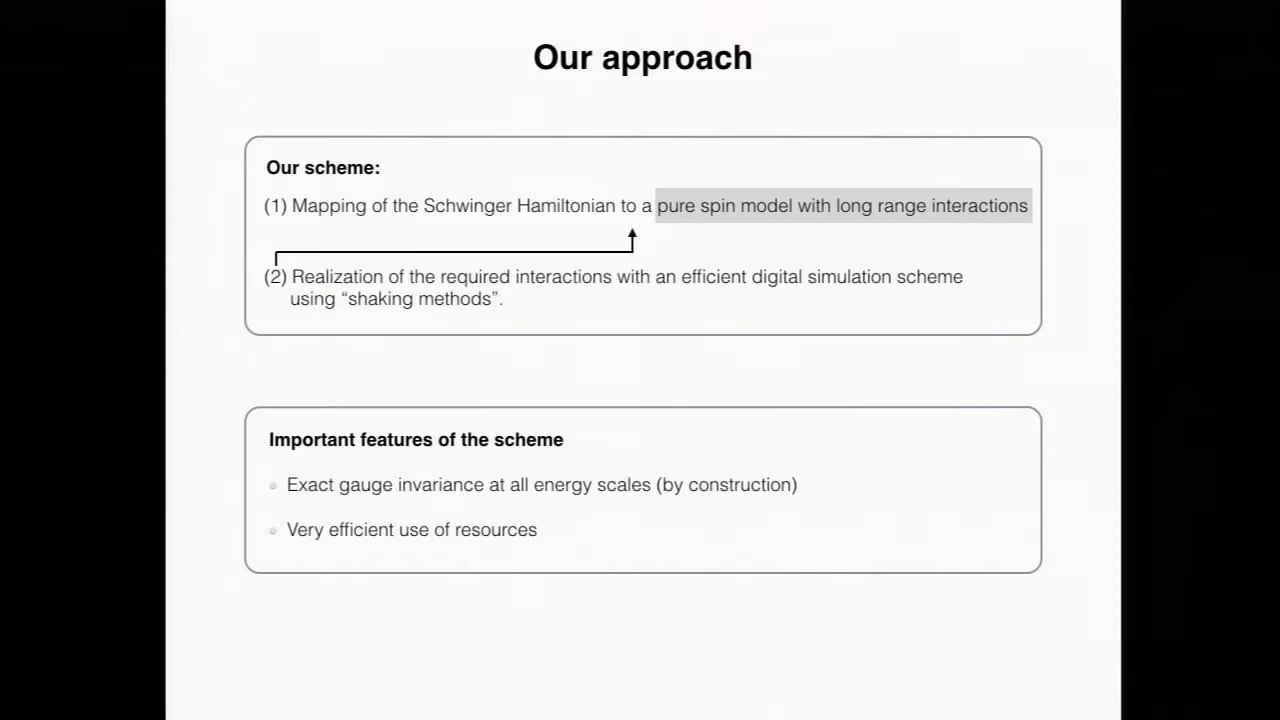 Our approach
Our scheme:
(1) Mapping of the Schwinger Hamiltonian to a pure spin model with long range interactions
(2) Realization of the required interactions with an efficient digital simulation scheme
using “shaking methods”.
Important features of the scheme
Exact gauge invariance at all energy scales (by construction)
Very efficient use of resources